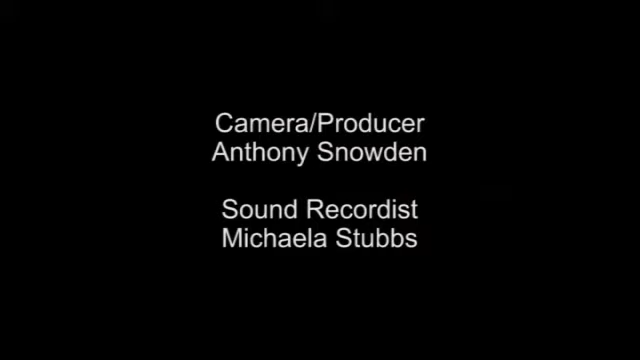 Camera/Producer
Anthony Snowden
Sound Recordist
Michaela Stubbs